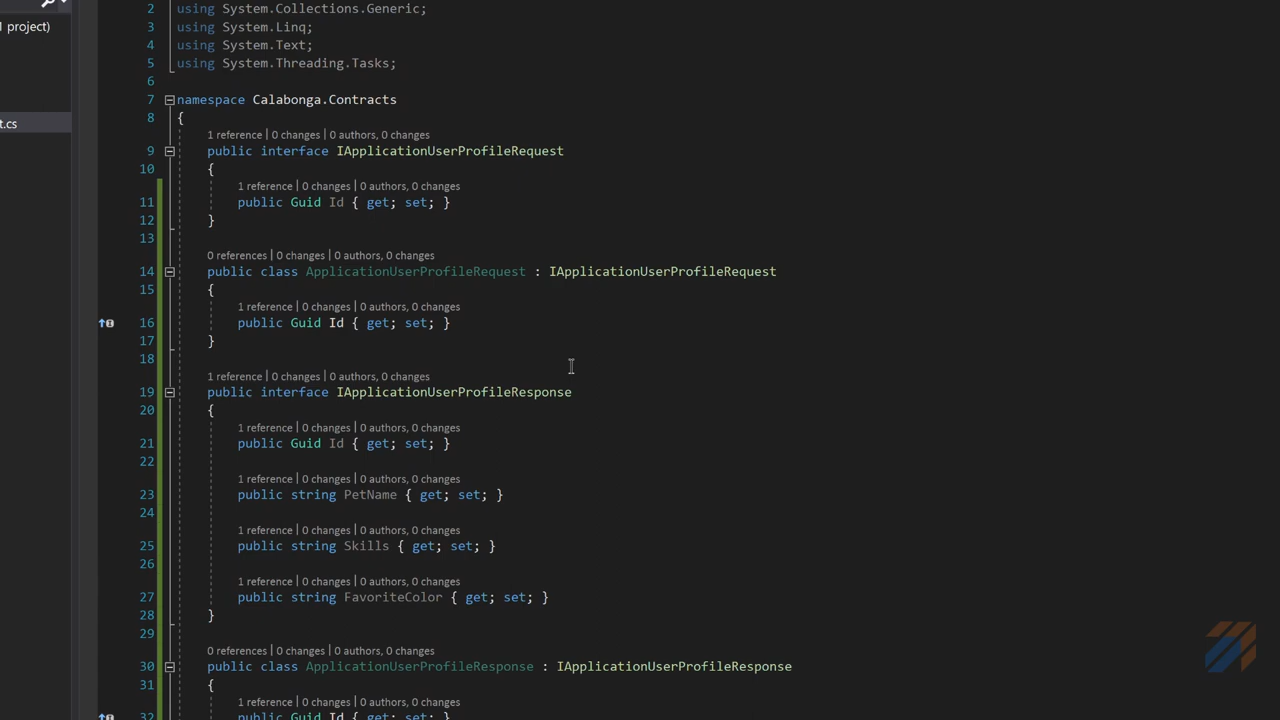 2 using System.Collections.Generic;
1 project)
3 using System.Linq;
4 using System.Text;
5 using System.Threading.Tasks;
6
7 namespace Calabonga.Contracts
8 {
t.cs
1 reference | 0 changes | 0 authors, 0 changes
9 public interface IApplicationUserProfileRequest
10 {
1 reference | 0 changes | 0 authors, 0 changes
11 public Guid Id { get; set; }
12 }
13
0 references | 0 changes | 0 authors, 0 changes
14 public class ApplicationUserProfileRequest : IApplicationUserProfileRequest
15 {
1 reference | 0 changes | 0 authors, 0 changes
16 public Guid Id { get; set; }
17 }
18
1 reference | 0 changes | 0 authors, 0 changes
19 public interface IApplicationUserProfileResponse
20 {
1 reference | 0 changes | 0 authors, 0 changes
21 public Guid Id { get; set; }
22
1 reference | 0 changes | 0 authors, 0 changes
23 public string PetName { get; set; }
24
1 reference | 0 changes | 0 authors, 0 changes
25 public string Skills { get; set; }
26
1 reference | 0 changes | 0 authors, 0 changes
27 public string FavoriteColor { get; set; }
28 }
29
0 references | 0 changes | 0 authors, 0 changes
30 public class ApplicationUserProfileResponse : IApplicationUserProfileResponse
31 {
1 reference | 0 changes | 0 authors, 0 changes
32 public Guid Id { get; set; }